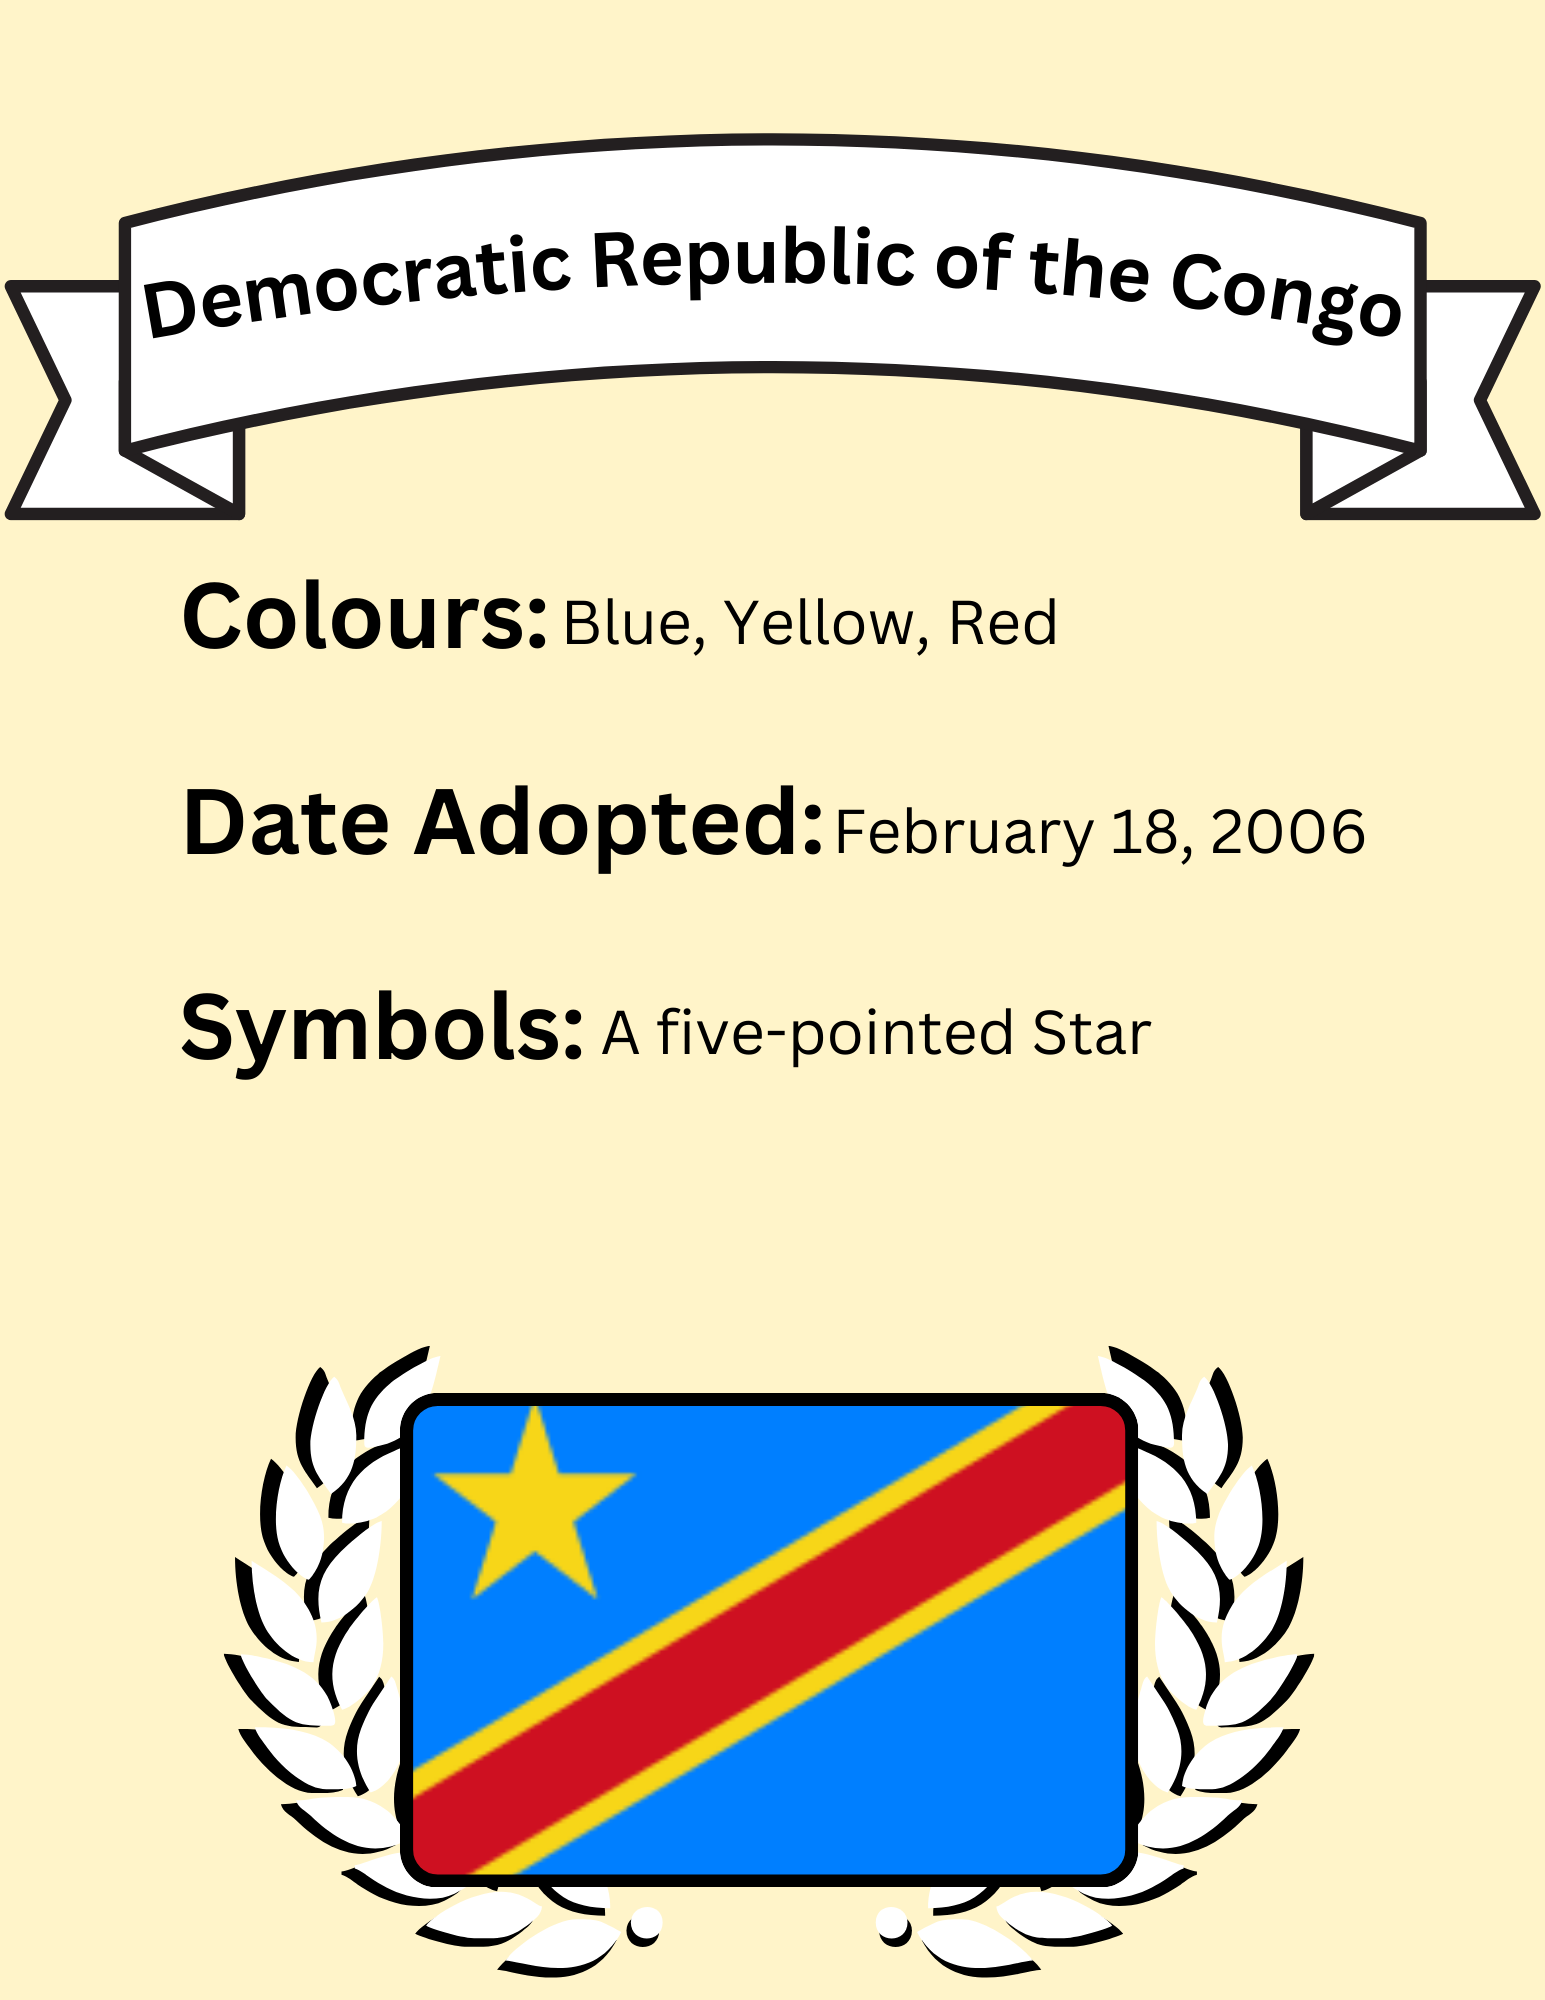 Democratic Republic of the Congo
Colours: Blue, Yellow, Red
Date Adopted: February 18, 2006
Symbols: A five-pointed Star